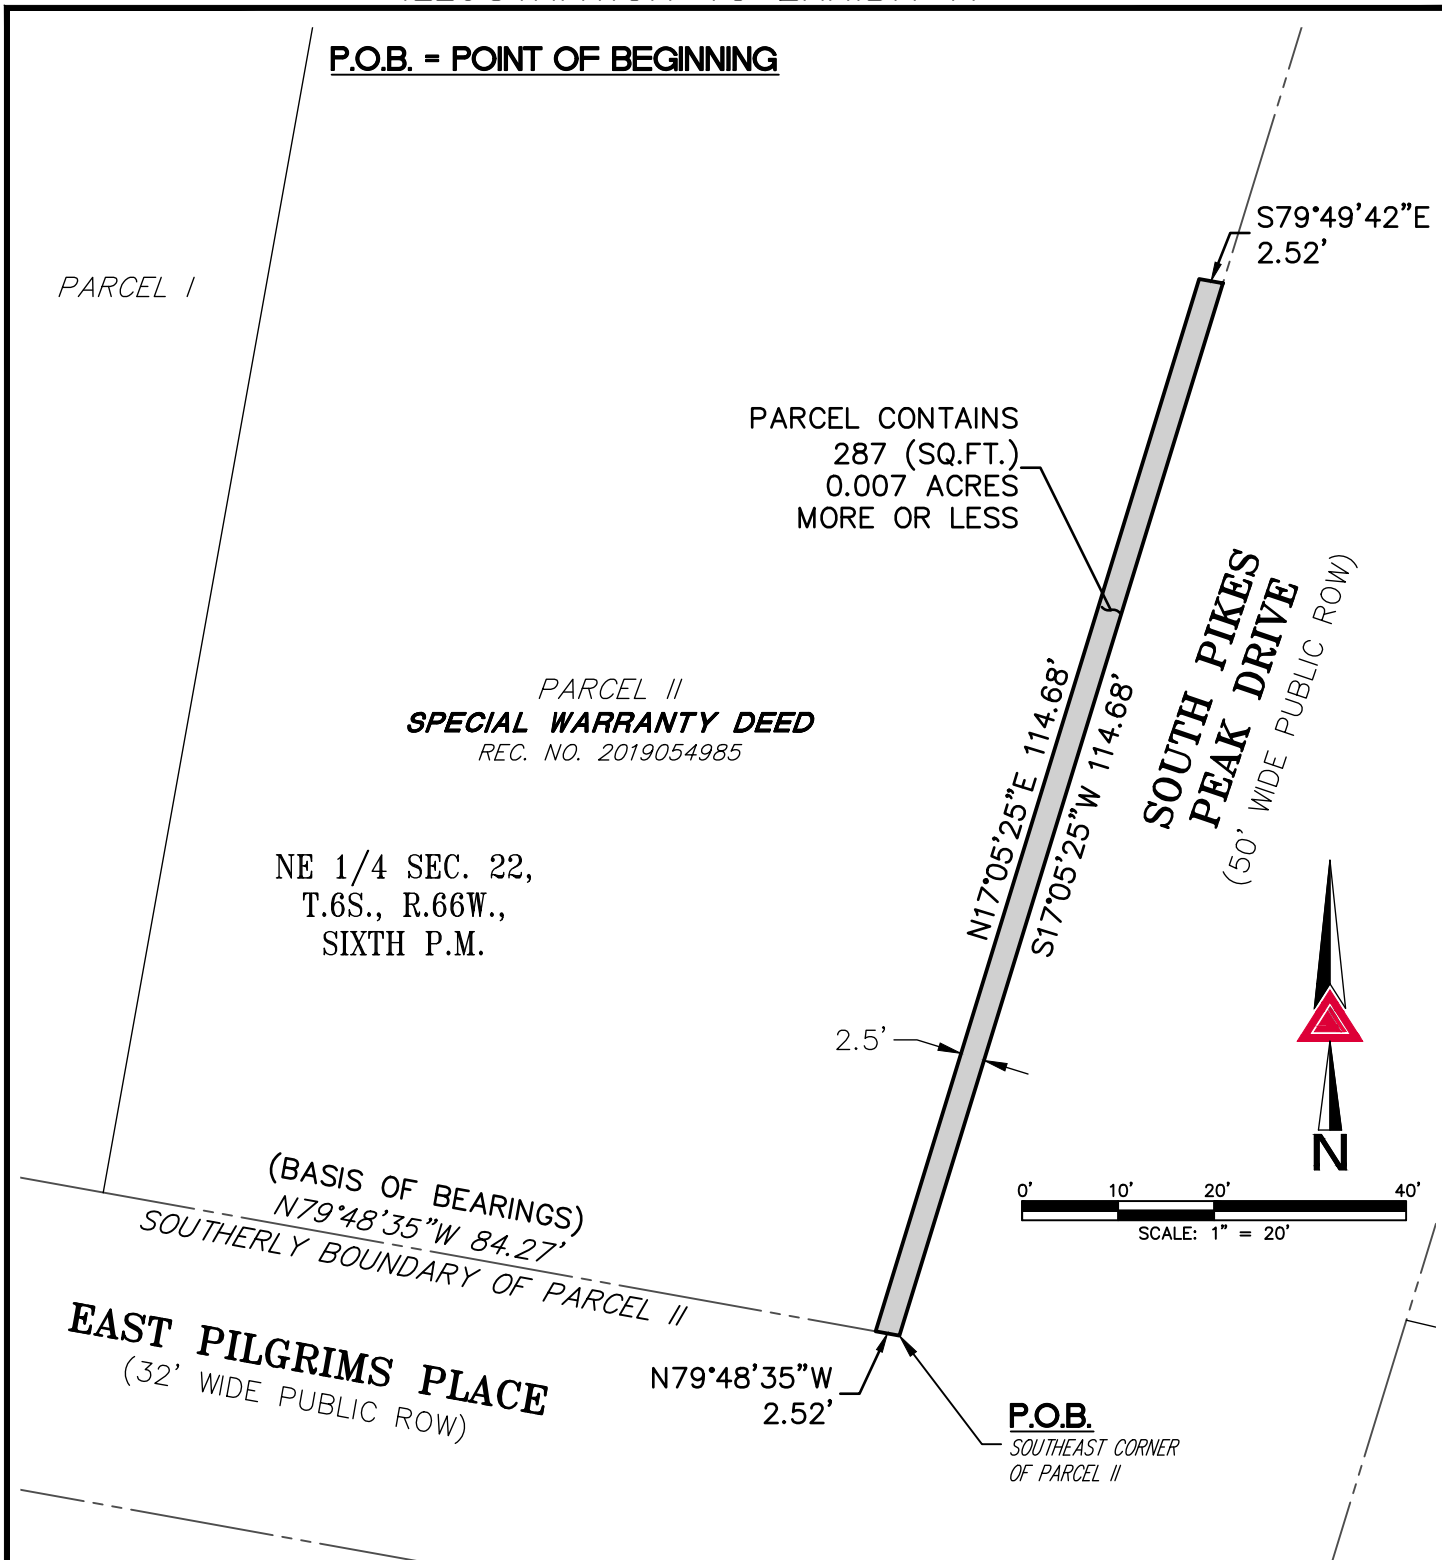 P.O.B. = POINT OF BEGINNING
S79°49'42"E
2.52'
PARCEL I
PARCEL CONTAINS
287 (SQ.FT.)
0.007 ACRES
MORE OR LESS
SOUTH PIKES
PEAK DRIVE
(50' WIDE PUBLIC ROW)
N17°05'25"E 114.68'
S17°05'25"W 114.68'
PARCEL II
SPECIAL WARRANTY DEED
REC. NO. 2019054985
NE 1/4 SEC. 22,
T.6S., R.66W.,
SIXTH P.M.
2.5'
N
0' 10' 20' 40'
SCALE: 1" = 20'
(BASIS OF BEARINGS)
N79°48'35"W 84.27'
SOUTHERLY BOUNDARY OF PARCEL II
EAST PILGRIMS PLACE
(32' WIDE PUBLIC ROW)
N79°48'35"W
2.52'
P.O.B.
SOUTHEAST CORNER
OF PARCEL II